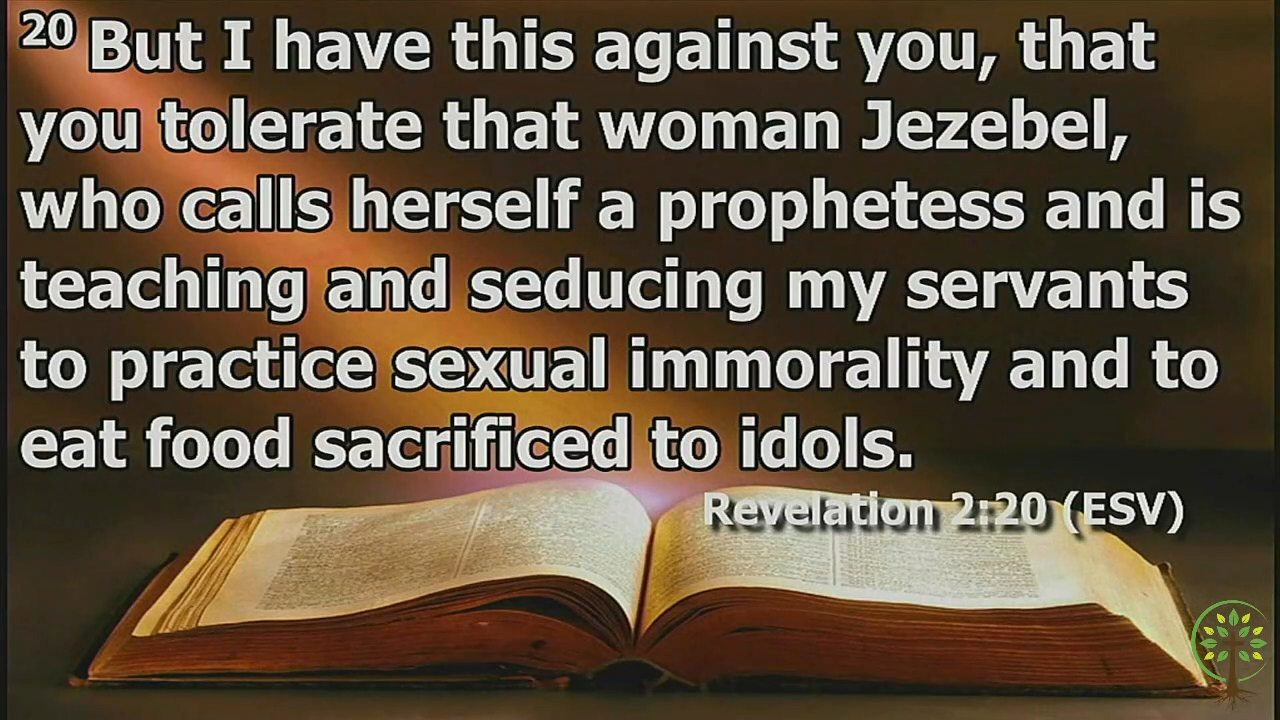 20 But I have this against you, that
you tolerate that woman Jezebel,
who calls herself a prophetess and is
teaching and seducing my servants
to practice sexual immorality and to
eat food sacrificed to idols.
Revelation 2:20 (ESV)